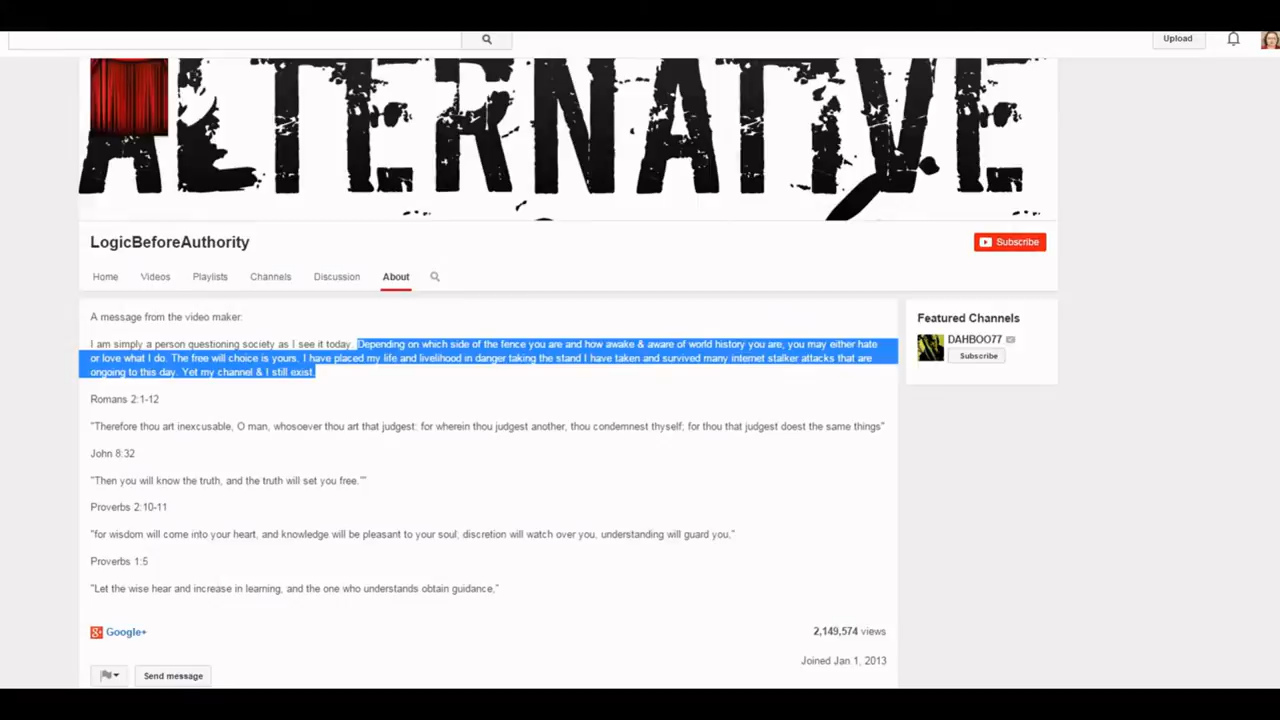 Upload
ALTERNATIVE
LogicBeforeAuthority
Subscribe
Home Videos Playlists Channels Discussion About
A message from the video maker:
I am simply a person questioning society as I see it today. Depending on which side of the fence you are and how awake & aware of world history you are, you may either hate
or love what I do. The free will choice is yours. I have placed my life and livelihood in danger taking the stand I have taken and survived many internet stalker attacks that are
ongoing to this day. Yet my channel & I still exist.
Romans 2:1-12
"Therefore thou art inexcusable, O man, whosoever thou art that judgest: for wherein thou judgest another, thou condemnest thyself; for thou that judgest doest the same things"
John 8:32
"Then you will know the truth, and the truth will set you free.""
Proverbs 2:10-11
"for wisdom will come into your heart, and knowledge will be pleasant to your soul; discretion will watch over you, understanding will guard you,"
Proverbs 1:5
"Let the wise hear and increase in learning, and the one who understands obtain guidance,"
Google+
2,149,574 views
Joined Jan 1, 2013
Send message
Featured Channels
DAHBOO77
Subscribe